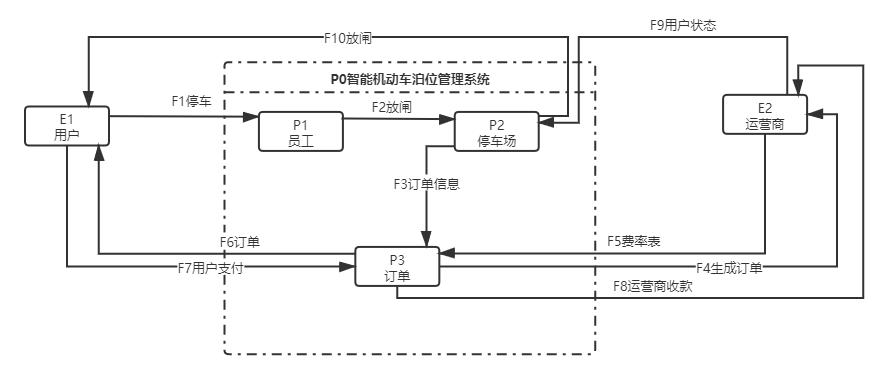 F9用户状态
F10放闸
P0智能机动车泊位管理系统
F1停车
F2放闸
E1
用户
P1
员工
P2
停车场
E2
运营商
F3订单信息
F6订单
F5费率表
P3
订单
F7用户支付
F4生成订单
F8运营商收款